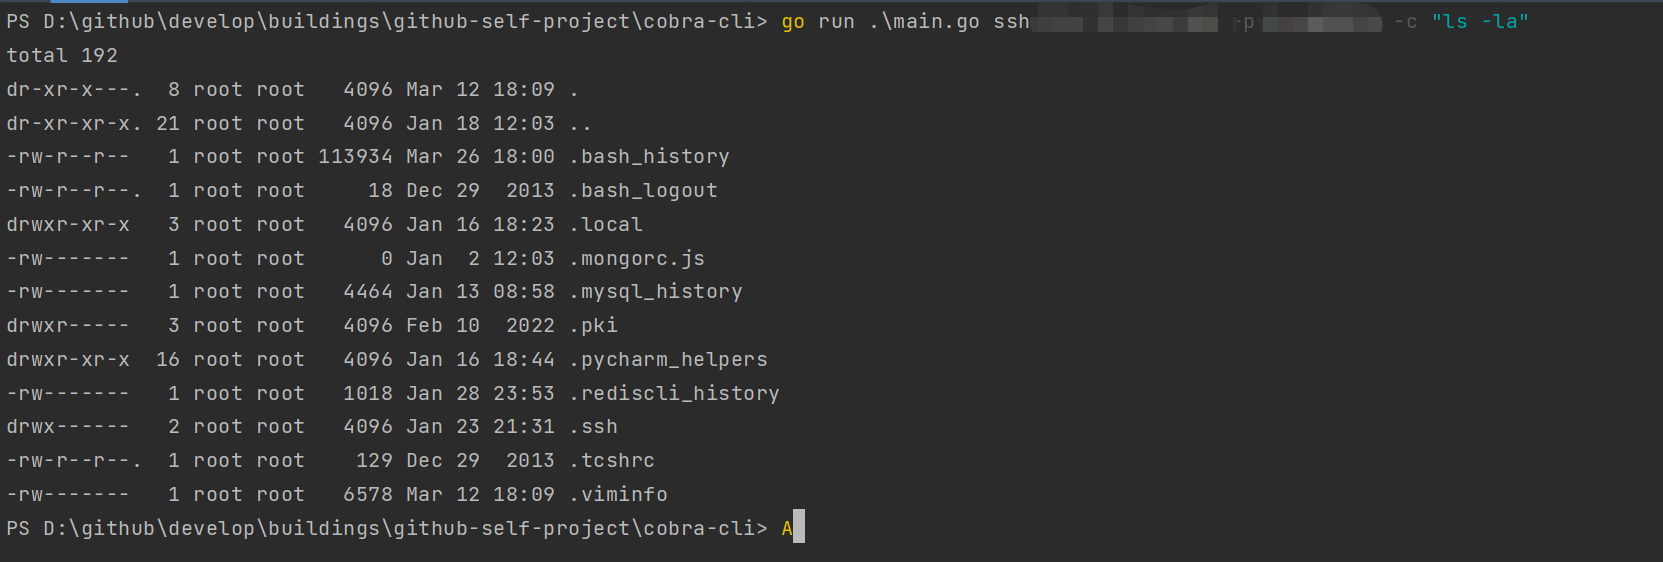 PS D:\github\develop\buildings\github-self-project\cobra-cli> go run .\main.go ssh -p -c "ls -la"
total 192
dr-xr-x---.  8 root root   4096 Mar 12 18:09 .
dr-xr-xr-x. 21 root root   4096 Jan 18 12:03 ..
-rw-r--r--   1 root root 113934 Mar 26 18:00 .bash_history
-rw-r--r--.  1 root root     18 Dec 29  2013 .bash_logout
drwxr-xr-x   3 root root   4096 Jan 16 18:23 .local
-rw-------   1 root root      0 Jan  2 12:03 .mongorc.js
-rw-------   1 root root   4464 Jan 13 08:58 .mysql_history
drwxr-----   3 root root   4096 Feb 10  2022 .pki
drwxr-xr-x  16 root root   4096 Jan 16 18:44 .pycharm_helpers
-rw-------   1 root root   1018 Jan 28 23:53 .rediscli_history
drwx------   2 root root   4096 Jan 23 21:31 .ssh
-rw-r--r--.  1 root root    129 Dec 29  2013 .tcshrc
-rw-------   1 root root   6578 Mar 12 18:09 .viminfo
PS D:\github\develop\buildings\github-self-project\cobra-cli> A